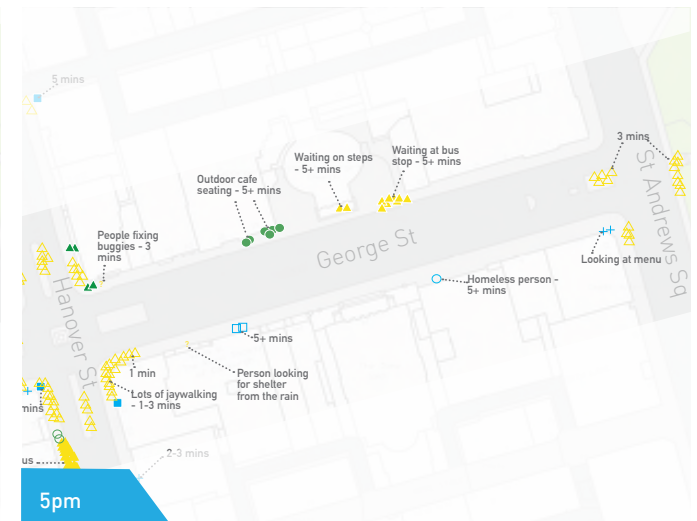 5 mins
3 mins
Waiting on steps
- 5+ mins
Waiting at bus
stop - 5+ mins
Outdoor cafe
seating - 5+ mins
St Andrews Sq
People fixing
buggies - 3
mins
George St
Looking at menu
Hanover St
Homeless person -
5+ mins
5+ mins
1 min
Person looking
for shelter
from the rain
Lots of jaywalking
- 1-3 mins
mins
2-3 mins
us
5pm